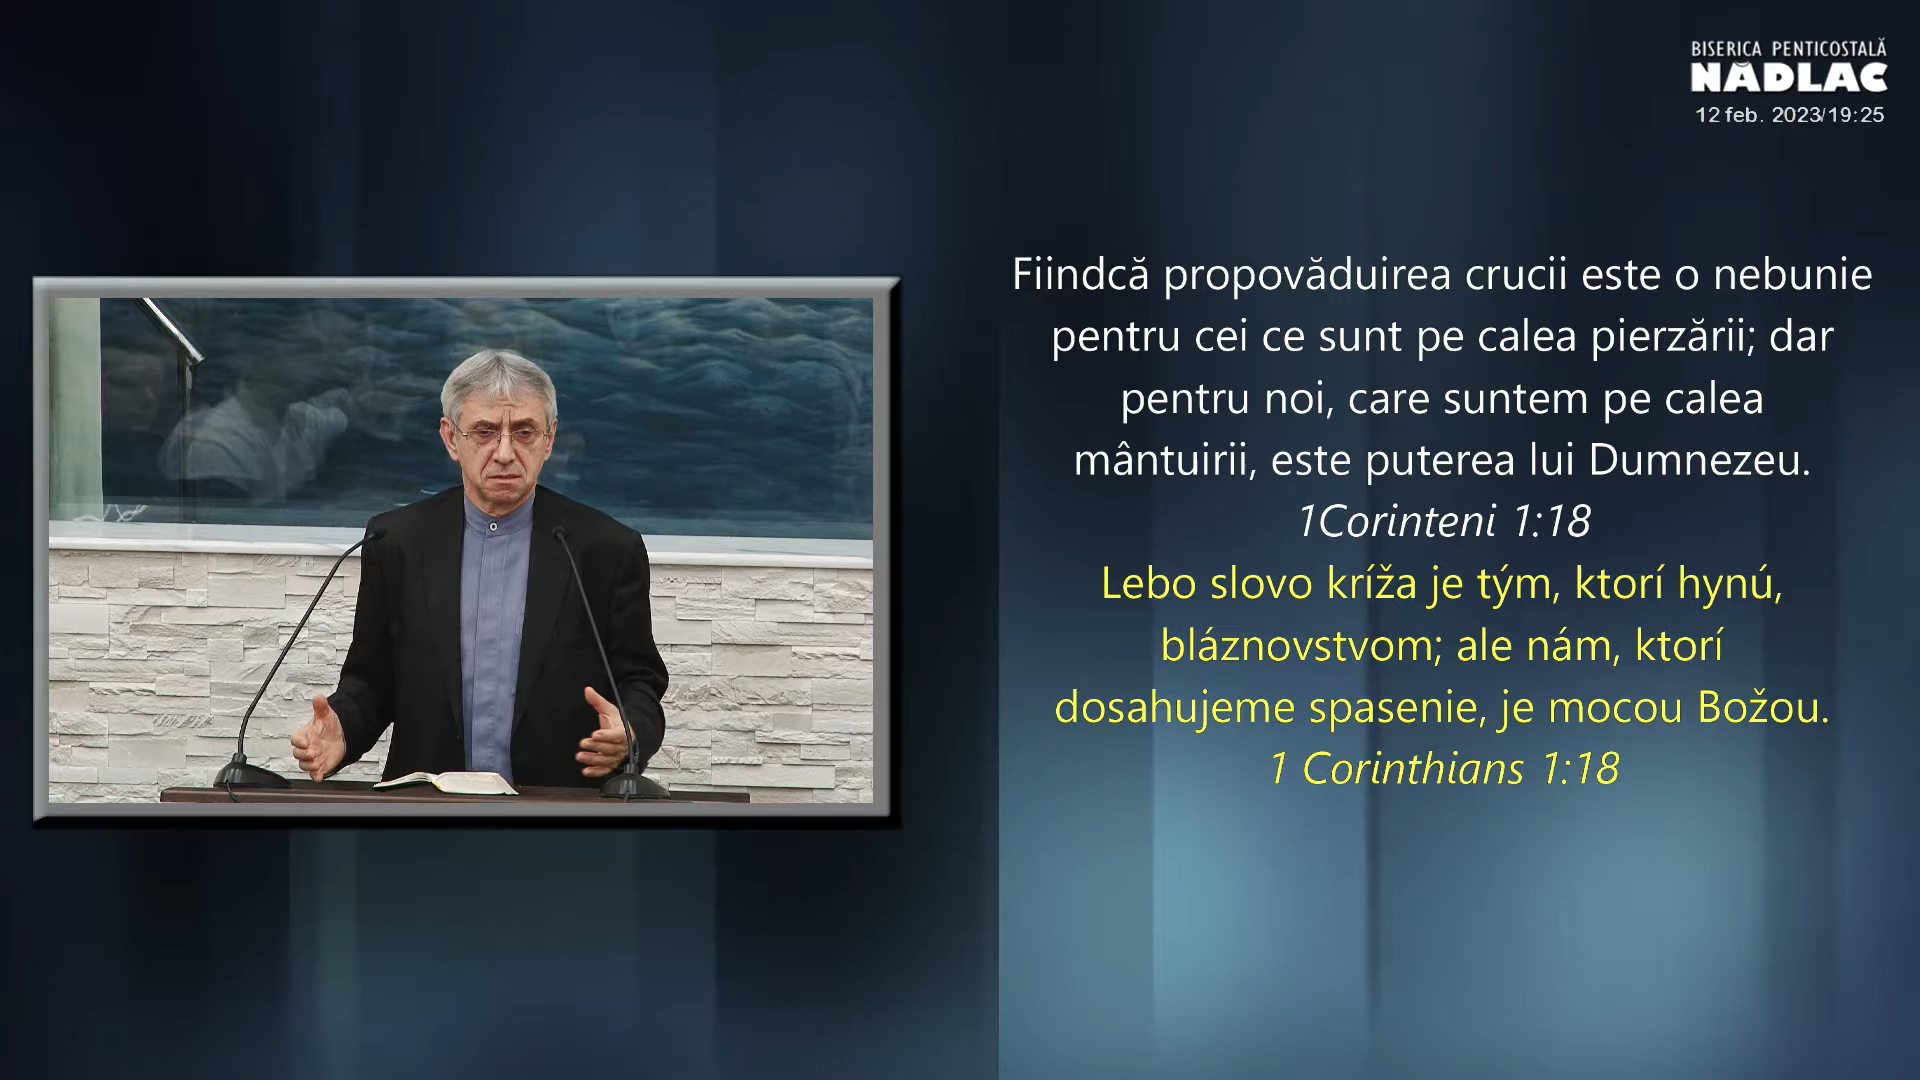 BISERICA PENTICOSTALĂ
NĂDLAC
12 feb. 2023/19:25
Fiindcă propovăduirea crucii este o nebunie
pentru cei ce sunt pe calea pierzării; dar
pentru noi, care suntem pe calea
mântuirii, este puterea lui Dumnezeu.
1Corinteni 1:18
Lebo slovo kríža je tým, ktorí hynú,
bláznovstvom; ale nám, ktorí
dosahujeme spasenie, je mocou Božou.
1 Corinthians 1:18